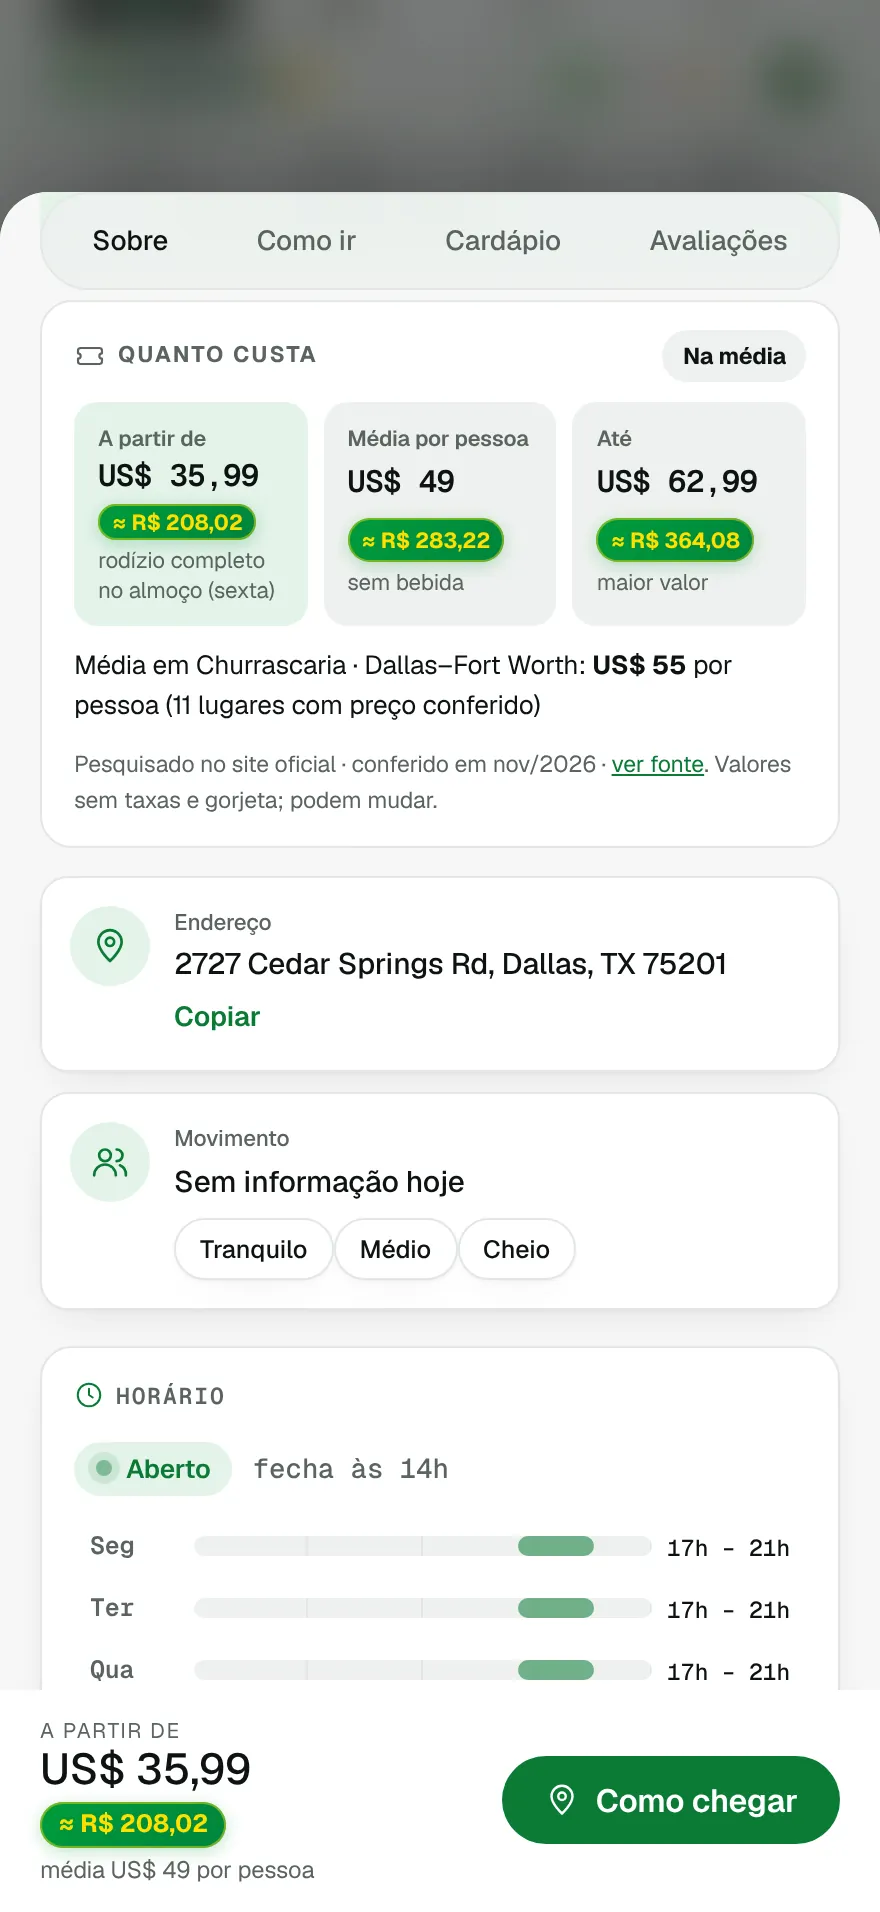 Sobre Como ir Cardápio Avaliações
QUANTO CUSTA
Na média
A partir de
US$ 35,99
≈ R$ 208,02
rodízio completo
no almoço (sexta)
Média por pessoa
US$ 49
≈ R$ 283,22
sem bebida
Até
US$ 62,99
≈ R$ 364,08
maior valor
Média em Churrascaria · Dallas–Fort Worth: US$ 55 por
pessoa (11 lugares com preço conferido)
Pesquisado no site oficial · conferido em nov/2026 · ver fonte. Valores
sem taxas e gorjeta; podem mudar.
Endereço
2727 Cedar Springs Rd, Dallas, TX 75201
Copiar
Movimento
Sem informação hoje
Tranquilo Médio Cheio
HORÁRIO
Aberto fecha às 14h
Seg 17h – 21h
Ter 17h – 21h
Qua 17h – 21h
A PARTIR DE
US$ 35,99
≈ R$ 208,02
média US$ 49 por pessoa
Como chegar